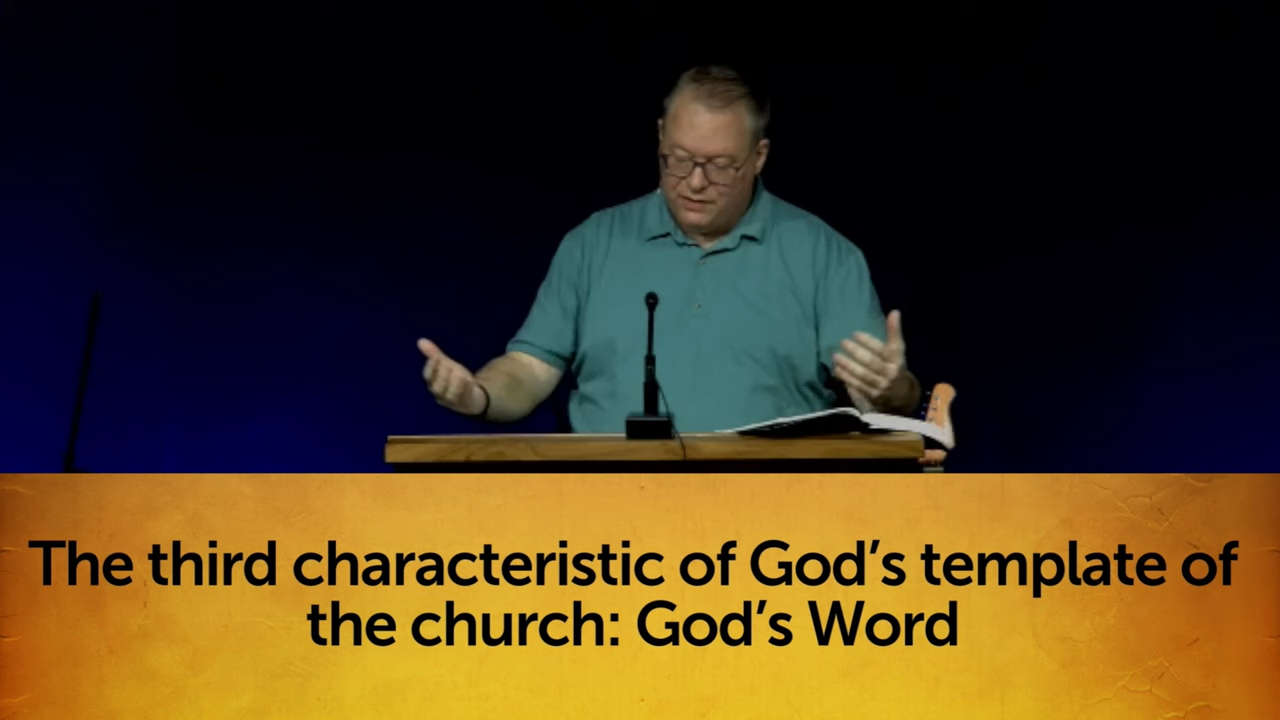 The third characteristic of God’s template of
the church: God’s Word